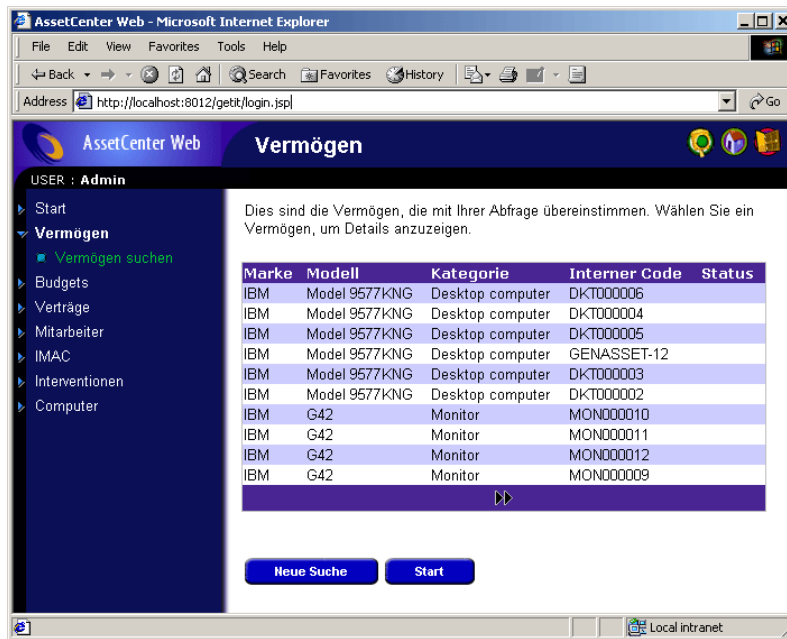 AssetCenter Web - Microsoft Internet Explorer
File Edit View Favorites Tools Help
Back Search Favorites History
Address http://localhost:8012/getit/login.jsp Go
AssetCenter Web Vermögen
USER : Admin
Start
Vermögen
Vermögen suchen
Budgets
Verträge
Mitarbeiter
IMAC
Interventionen
Computer
Dies sind die Vermögen, die mit Ihrer Abfrage übereinstimmen. Wählen Sie ein
Vermögen, um Details anzuzeigen.
Marke Modell Kategorie Interner Code Status
IBM Model 9577KNG Desktop computer DKT000006
IBM Model 9577KNG Desktop computer DKT000004
IBM Model 9577KNG Desktop computer DKT000005
IBM Model 9577KNG Desktop computer GENASSET-12
IBM Model 9577KNG Desktop computer DKT000003
IBM Model 9577KNG Desktop computer DKT000002
IBM G42 Monitor MON000010
IBM G42 Monitor MON000011
IBM G42 Monitor MON000012
IBM G42 Monitor MON000009
Neue Suche Start
Local intranet